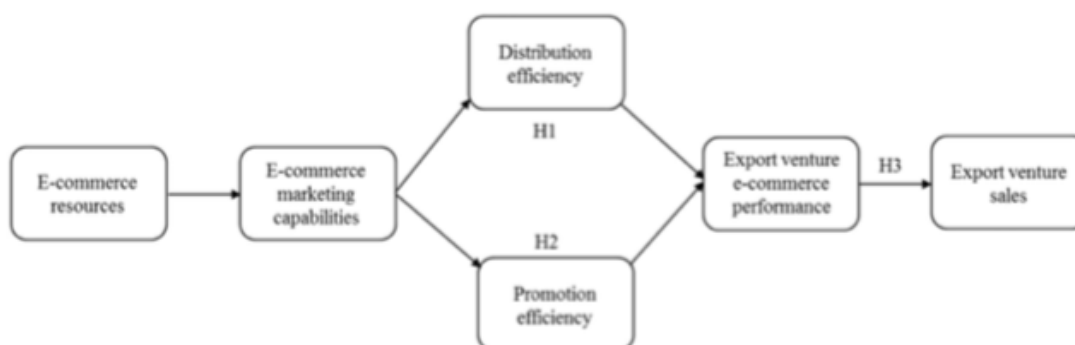 Distribution
efficiency
H1
E-commerce
resources
E-commerce
marketing
capabilities
Export venture
e-commerce
performance
H3
Export venture
sales
H2
Promotion
efficiency